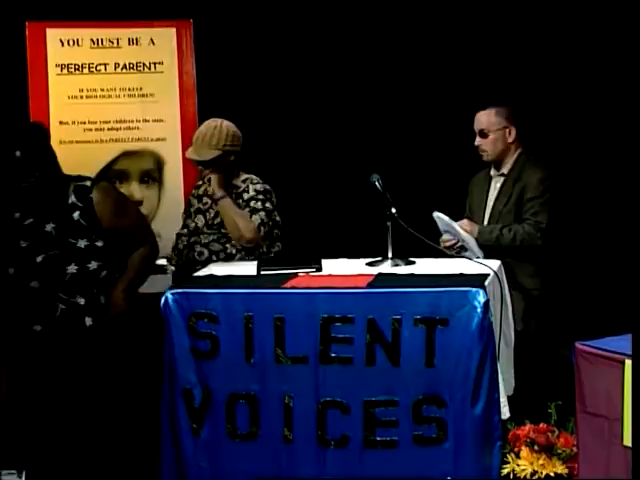 YOU MUST BE A
"PERFECT PARENT"
IF YOU WANT TO KEEP
YOUR BIOLOGICAL CHILDREN!
But, if you lose your children to the state,
you may adopt others.
SILENT
VOICES